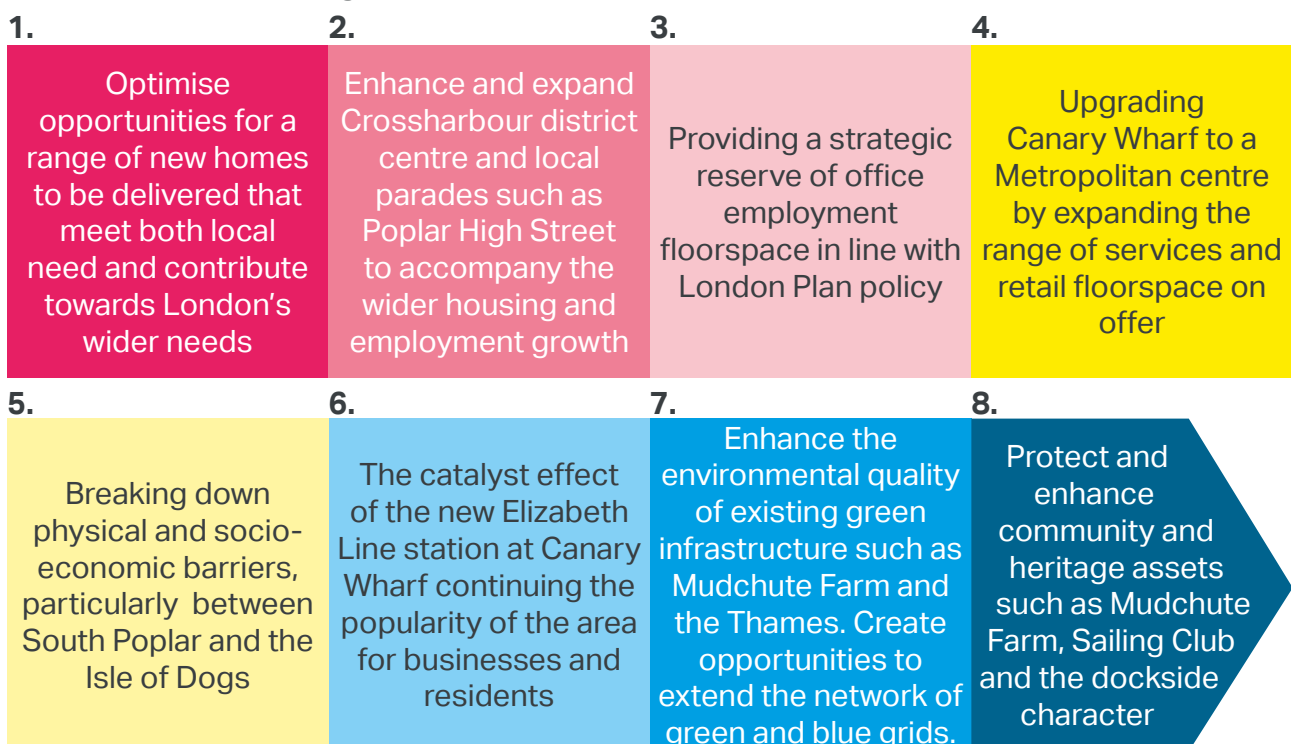 1.
Optimise
opportunities for a
range of new homes
to be delivered that
meet both local
need and contribute
towards London's
wider needs
2.
Enhance and expand
Crossharbour district
centre and local
parades such as
Poplar High Street
to accompany the
wider housing and
employment growth
3.
Providing a strategic
reserve of office
employment
floorspace in line with
London Plan policy
4.
Upgrading
Canary Wharf to a
Metropolitan centre
by expanding the
range of services and
retail floorspace on
offer
5.
Breaking down
physical and socio-
economic barriers,
particularly between
South Poplar and the
Isle of Dogs
6.
The catalyst effect
of the new Elizabeth
Line station at Canary
Wharf continuing the
popularity of the area
for businesses and
residents
7.
Enhance the
environmental quality
of existing green
infrastructure such as
Mudchute Farm and
the Thames. Create
opportunities to
extend the network of
green and blue grids.
8.
Protect and
enhance
community and
heritage assets
such as Mudchute
Farm, Sailing Club
and the dockside
character